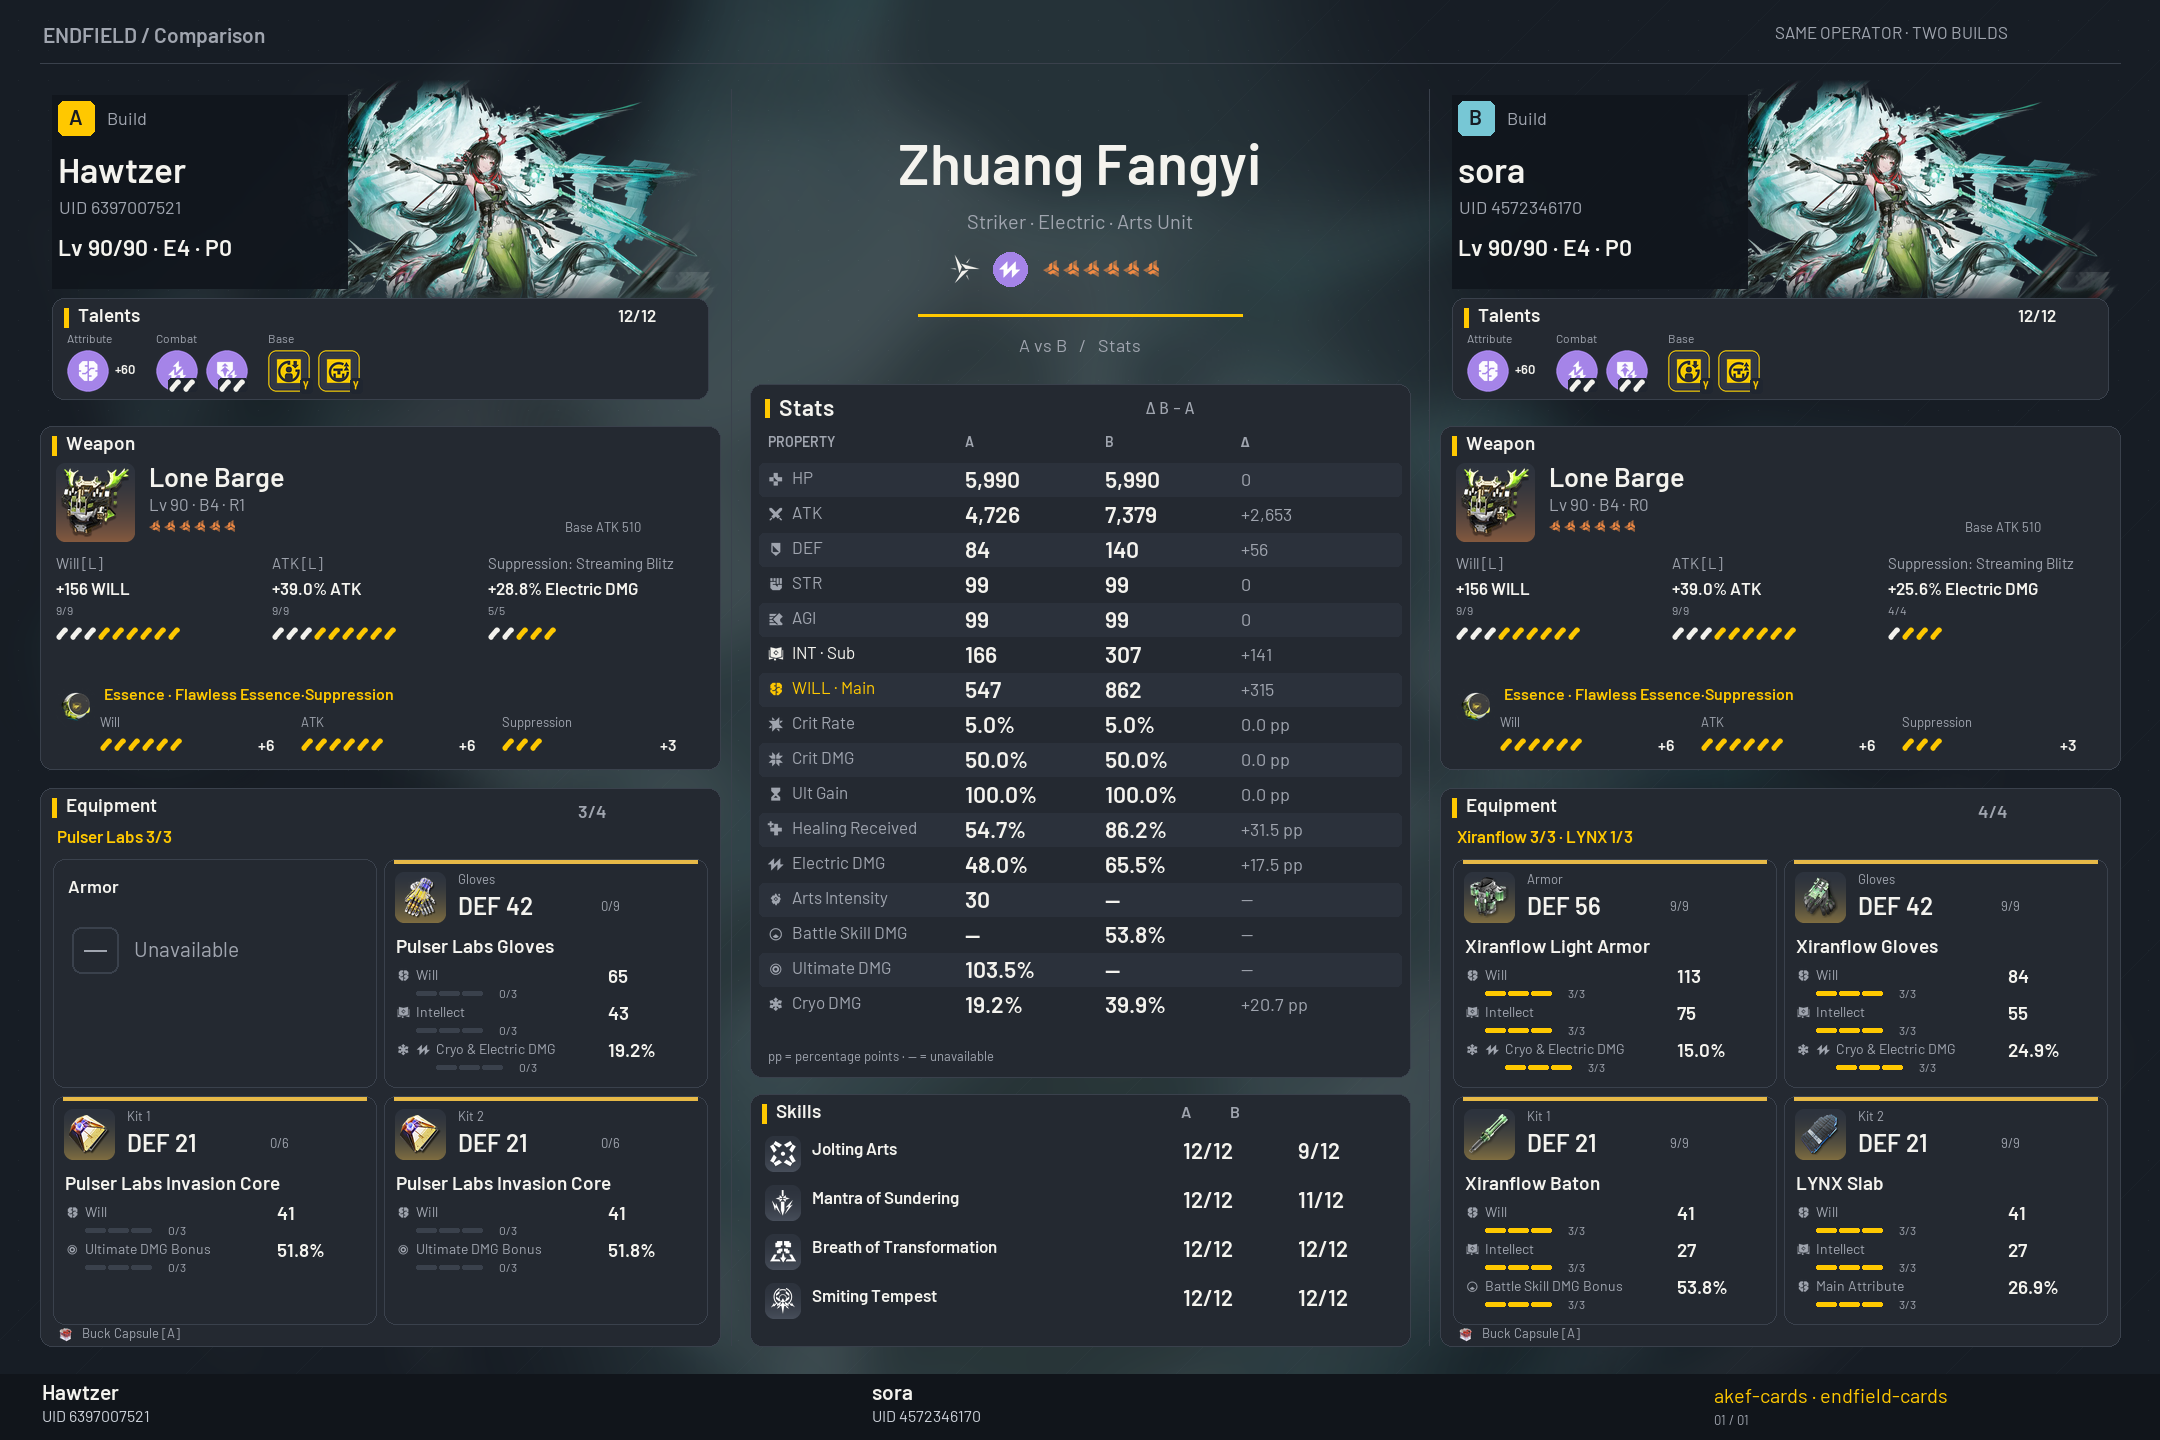 ENDFIELD / Comparison
SAME OPERATOR · TWO BUILDS
A Build
Hawtzer
UID 6397007521
Lv 90/90 · E4 · P0
Talents 12/12
Attribute Combat Base
+60
Weapon
Lone Barge
Lv 90 · B4 · R1
Base ATK 510
Will [L] ATK [L] Suppression: Streaming Blitz
+156 WILL +39.0% ATK +28.8% Electric DMG
9/9 9/9 5/5
Essence · Flawless Essence·Suppression
Will ATK Suppression
+6 +6 +3
Equipment 3/4
Pulser Labs 3/3
Armor
— Unavailable
Gloves
DEF 42 0/9
Pulser Labs Gloves
Will 65
0/3
Intellect 43
0/3
Cryo & Electric DMG 19.2%
0/3
Kit 1
DEF 21 0/6
Pulser Labs Invasion Core
Will 41
0/3
Ultimate DMG Bonus 51.8%
0/3
Kit 2
DEF 21 0/6
Pulser Labs Invasion Core
Will 41
0/3
Ultimate DMG Bonus 51.8%
0/3
Buck Capsule [A]
Zhuang Fangyi
Striker · Electric · Arts Unit
A vs B / Stats
Stats Δ B − A
PROPERTY A B Δ
HP 5,990 5,990 0
ATK 4,726 7,379 +2,653
DEF 84 140 +56
STR 99 99 0
AGI 99 99 0
INT · Sub 166 307 +141
WILL · Main 547 862 +315
Crit Rate 5.0% 5.0% 0.0 pp
Crit DMG 50.0% 50.0% 0.0 pp
Ult Gain 100.0% 100.0% 0.0 pp
Healing Received 54.7% 86.2% +31.5 pp
Electric DMG 48.0% 65.5% +17.5 pp
Arts Intensity 30 — —
Battle Skill DMG — 53.8% —
Ultimate DMG 103.5% — —
Cryo DMG 19.2% 39.9% +20.7 pp
pp = percentage points · — = unavailable
Skills A B
Jolting Arts 12/12 9/12
Mantra of Sundering 12/12 11/12
Breath of Transformation 12/12 12/12
Smiting Tempest 12/12 12/12
B Build
sora
UID 4572346170
Lv 90/90 · E4 · P0
Talents 12/12
Attribute Combat Base
+60
Weapon
Lone Barge
Lv 90 · B4 · R0
Base ATK 510
Will [L] ATK [L] Suppression: Streaming Blitz
+156 WILL +39.0% ATK +25.6% Electric DMG
9/9 9/9 4/4
Essence · Flawless Essence·Suppression
Will ATK Suppression
+6 +6 +3
Equipment 4/4
Xiranflow 3/3 · LYNX 1/3
Armor
DEF 56 9/9
Xiranflow Light Armor
Will 113
3/3
Intellect 75
3/3
Cryo & Electric DMG 15.0%
3/3
Gloves
DEF 42 9/9
Xiranflow Gloves
Will 84
3/3
Intellect 55
3/3
Cryo & Electric DMG 24.9%
3/3
Kit 1
DEF 21 9/9
Xiranflow Baton
Will 41
3/3
Intellect 27
3/3
Battle Skill DMG Bonus 53.8%
3/3
Kit 2
DEF 21 9/9
LYNX Slab
Will 41
3/3
Intellect 27
3/3
Main Attribute 26.9%
3/3
Buck Capsule [A]
Hawtzer
UID 6397007521
sora
UID 4572346170
akef-cards · endfield-cards
01 / 01